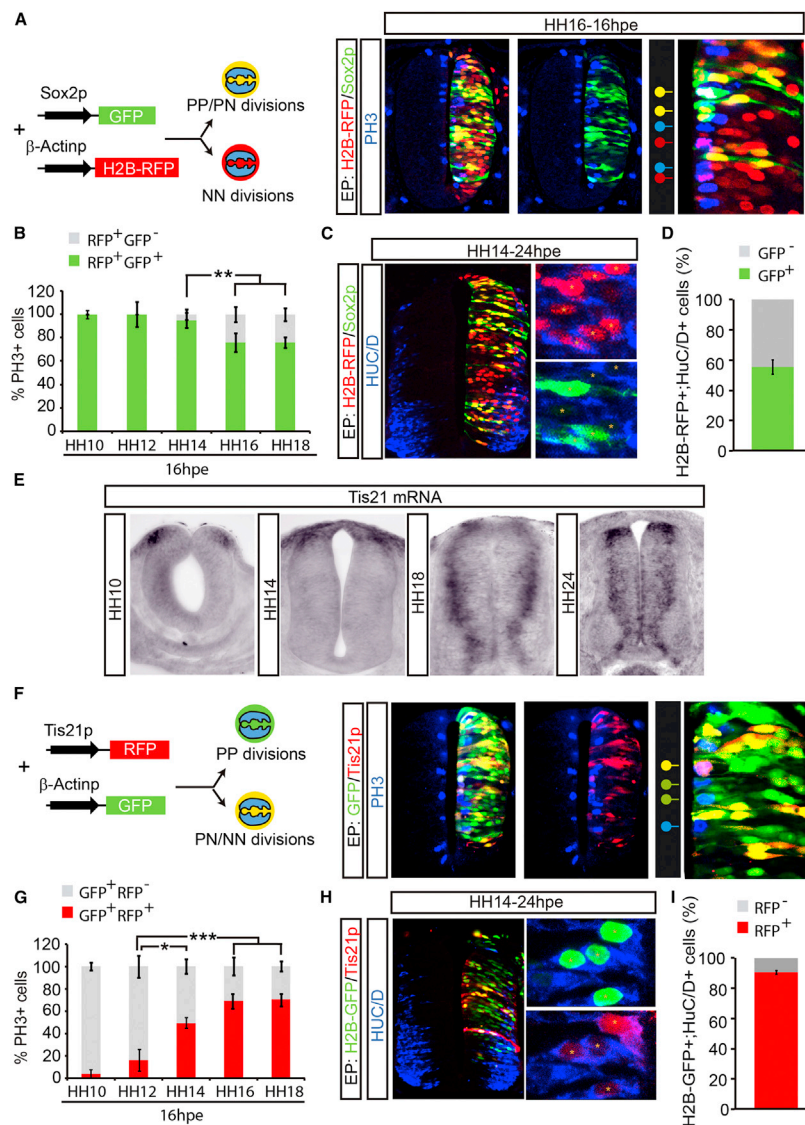 A
Sox2p
GFP
+
β-Actinp
H2B-RFP
PP/PN divisions
NN divisions
HH16-16hpe
EP: H2B-RFP/Sox2p
PH3
B
RFP+GFP-
RFP+GFP+
**
% PH3+ cells
120
100
80
60
40
20
0
HH10 HH12 HH14 HH16 HH18
16hpe
C
HH14-24hpe
EP: H2B-RFP/Sox2p
HUC/D
D
GFP-
GFP+
H2B-RFP+;HuC/D+ cells (%)
100
80
60
40
20
0
E
Tis21 mRNA
HH10
HH14
HH18
HH24
F
Tis21p
RFP
+
β-Actinp
GFP
PP divisions
PN/NN divisions
EP: GFP/Tis21p
PH3
G
GFP+RFP-
GFP+RFP+
***
*
% PH3+ cells
120
100
80
60
40
20
0
HH10 HH12 HH14 HH16 HH18
16hpe
H
HH14-24hpe
EP: H2B-GFP/Tis21p
HUC/D
I
RFP-
RFP+
H2B-GFP+;HuC/D+ cells (%)
100
80
60
40
20
0